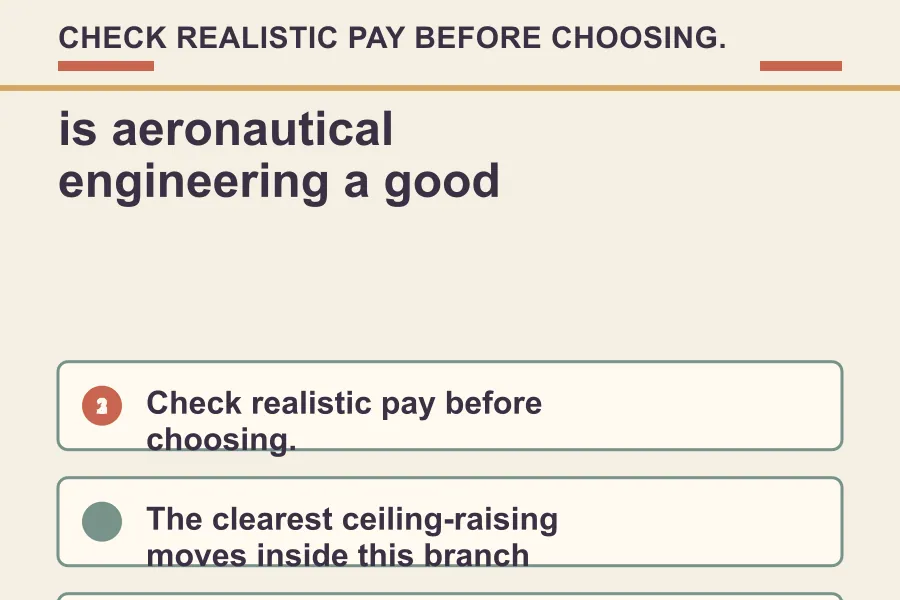 CHECK REALISTIC PAY BEFORE CHOOSING.
is aeronautical
engineering a good
Check realistic pay before
choosing.
The clearest ceiling-raising
moves inside this branch